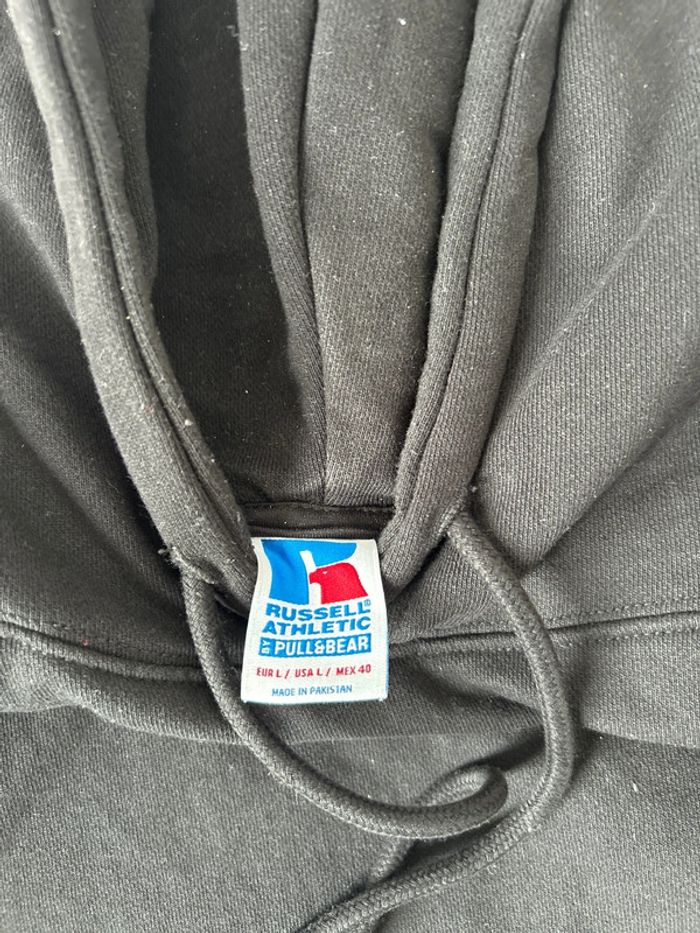 RUSSELL®
ATHLETIC
BY PULL&BEAR
EUR L / USA L / MEX 40
MADE IN PAKISTAN